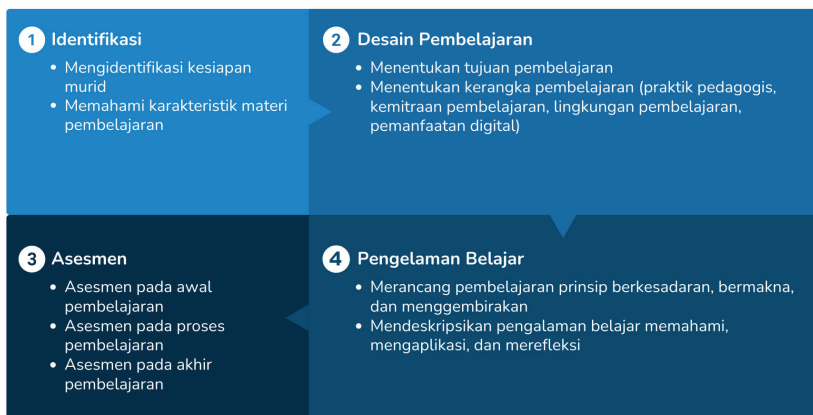 1 Identifikasi
• Mengidentifikasi kesiapan
murid
• Memahami karakteristik materi
pembelajaran
2 Desain Pembelajaran
• Menentukan tujuan pembelajaran
• Menentukan kerangka pembelajaran (praktik pedagogis,
kemitraan pembelajaran, lingkungan pembelajaran,
pemanfaatan digital)
3 Asesmen
• Asesmen pada awal
pembelajaran
• Asesmen pada proses
pembelajaran
• Asesmen pada akhir
pembelajaran
4 Pengelaman Belajar
• Merancang pembelajaran prinsip berkesadaran, bermakna,
dan menggembirakan
• Mendeskripsikan pengalaman belajar memahami,
mengaplikasi, dan merefleksi